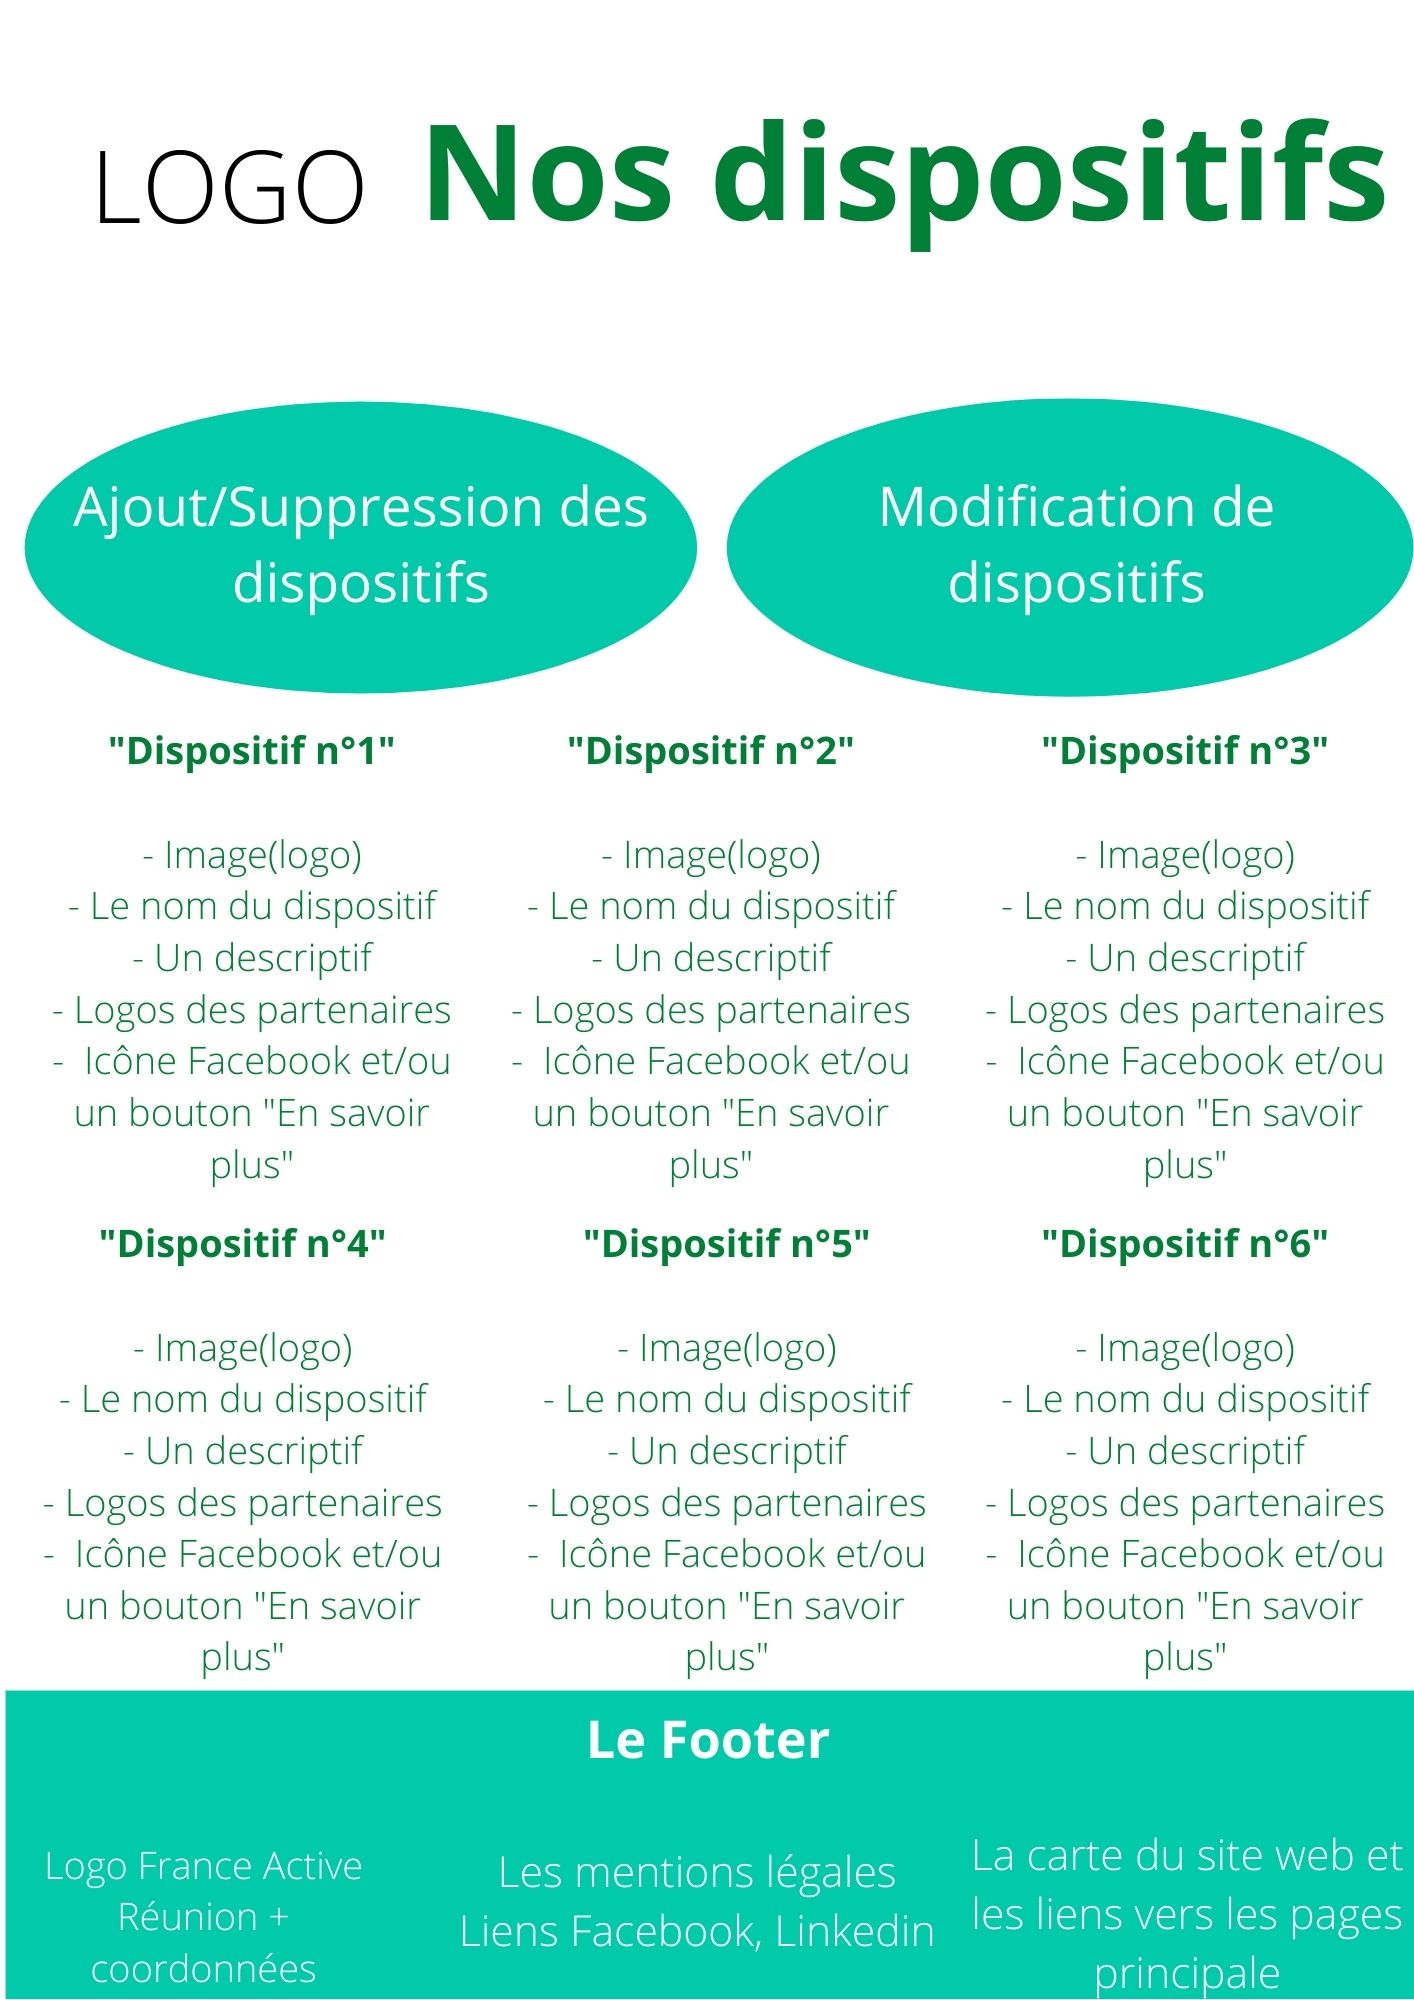 LOGO Nos dispositifs
Ajout/Suppression des
dispositifs
Modification de
dispositifs
"Dispositif n°1"
- Image(logo)
- Le nom du dispositif
- Un descriptif
- Logos des partenaires
-  Icône Facebook et/ou
un bouton "En savoir
plus"
"Dispositif n°2"
- Image(logo)
- Le nom du dispositif
- Un descriptif
- Logos des partenaires
-  Icône Facebook et/ou
un bouton "En savoir
plus"
"Dispositif n°3"
- Image(logo)
- Le nom du dispositif
- Un descriptif
- Logos des partenaires
-  Icône Facebook et/ou
un bouton "En savoir
plus"
"Dispositif n°4"
- Image(logo)
- Le nom du dispositif
- Un descriptif
- Logos des partenaires
-  Icône Facebook et/ou
un bouton "En savoir
plus"
"Dispositif n°5"
- Image(logo)
- Le nom du dispositif
- Un descriptif
- Logos des partenaires
-  Icône Facebook et/ou
un bouton "En savoir
plus"
"Dispositif n°6"
- Image(logo)
- Le nom du dispositif
- Un descriptif
- Logos des partenaires
-  Icône Facebook et/ou
un bouton "En savoir
plus"
Le Footer
Logo France Active
Réunion +
coordonnées
Les mentions légales
Liens Facebook, Linkedin
La carte du site web et
les liens vers les pages
principale